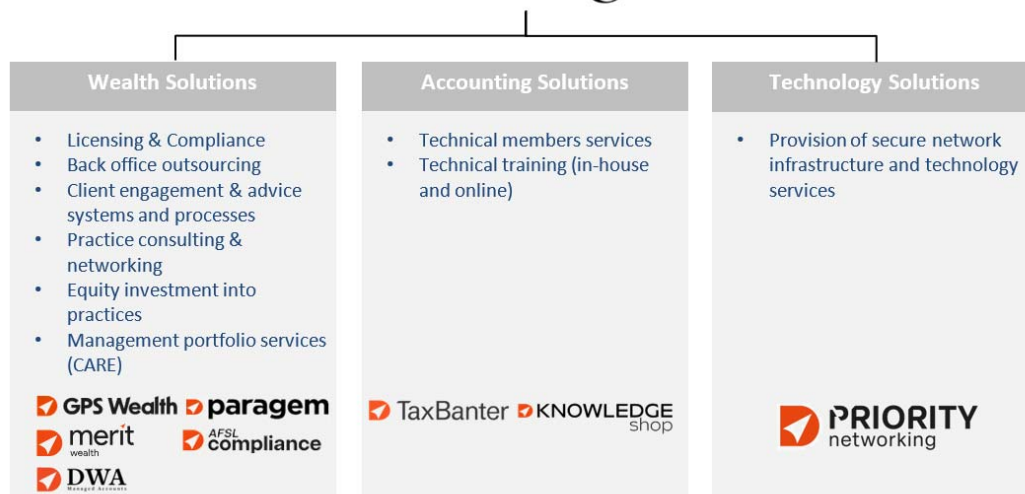 Wealth Solutions
• Licensing & Compliance
• Back office outsourcing
• Client engagement & advice
systems and processes
• Practice consulting &
networking
• Equity investment into
practices
• Management portfolio services
(CARE)
GPS Wealth paragem
merit
wealth
AFSL
compliance
DWA
Managed Accounts
Accounting Solutions
• Technical members services
• Technical training (in-house
and online)
TaxBanter KNOWLEDGE
shop
Technology Solutions
• Provision of secure network
infrastructure and technology
services
PRIORITY
networking